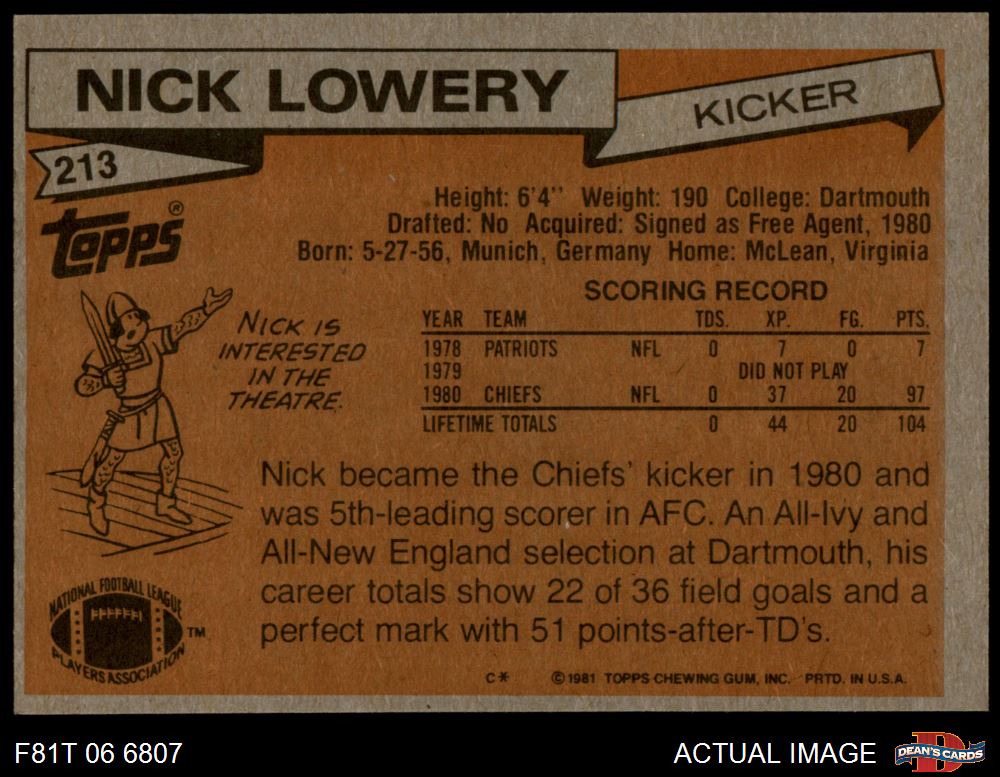 NICK LOWERY
KICKER
213
topps®
Height: 6'4'' Weight: 190 College: Dartmouth
Drafted: No Acquired: Signed as Free Agent, 1980
Born: 5-27-56, Munich, Germany Home: McLean, Virginia
NICK IS
INTERESTED
IN THE
THEATRE.
SCORING RECORD
YEAR TEAM TDS. XP. FG. PTS.
1978 PATRIOTS NFL 0 7 0 7
1979 DID NOT PLAY
1980 CHIEFS NFL 0 37 20 97
LIFETIME TOTALS 0 44 20 104
Nick became the Chiefs' kicker in 1980 and
was 5th-leading scorer in AFC. An All-Ivy and
All-New England selection at Dartmouth, his
career totals show 22 of 36 field goals and a
perfect mark with 51 points-after-TD's.
NATIONAL FOOTBALL LEAGUE
PLAYERS ASSOCIATION
TM
C* ©1981 TOPPS CHEWING GUM, INC. PRTD. IN U.S.A.
F81T 06 6807
ACTUAL IMAGE
DEAN'S CARDS